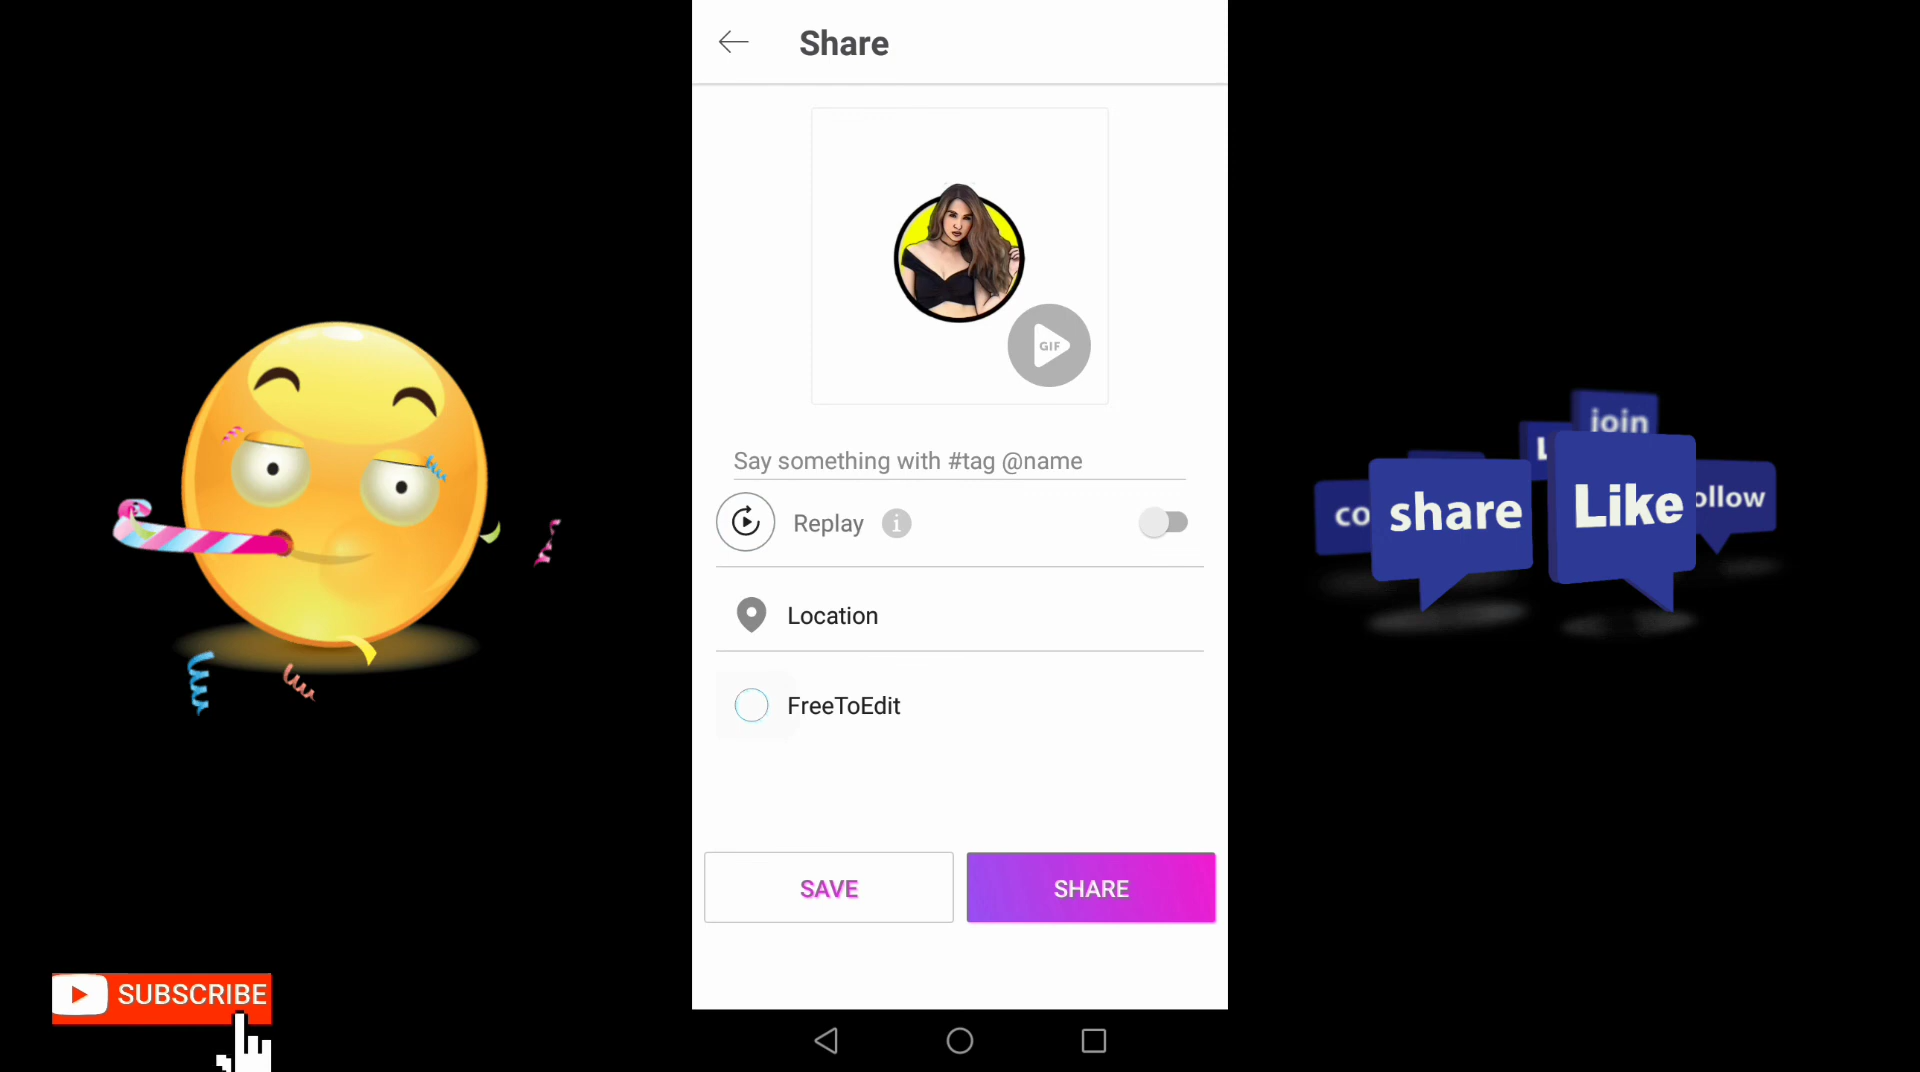 Share
GIF
Say something with #tag @name
Replay
Location
FreeToEdit
SAVE
SHARE
SUBSCRIBE
join
share
Like